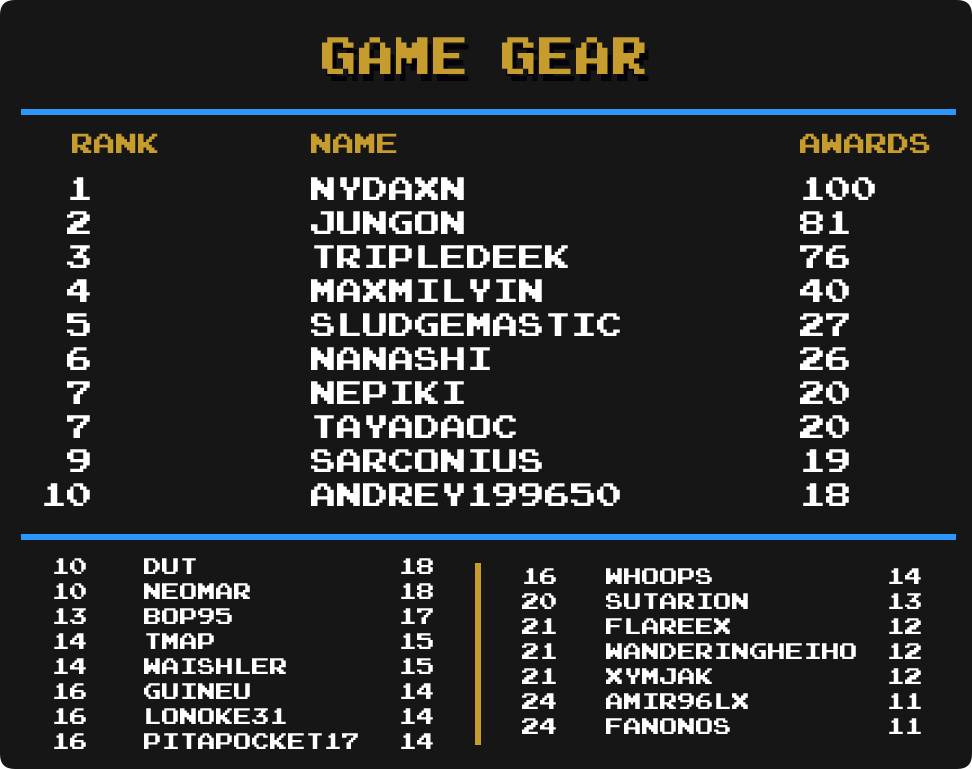 GAME GEAR
RANK NAME AWARDS
1 NYDAXN 100
2 JUNGON 81
3 TRIPLEDEEK 76
4 MAXMILYIN 40
5 SLUDGEMASTIC 27
6 NANASHI 26
7 NEPIKI 20
7 TAYADAOC 20
9 SARCONIUS 19
10 ANDREY199650 18
10 DUT 18
10 NEOMAR 18
13 BOP95 17
14 TMAP 15
14 WAISHLER 15
16 GUINEU 14
16 LONOKE31 14
16 PITAPOCKET17 14
16 WHOOPS 14
20 SUTARION 13
21 FLAREEX 12
21 WANDERINGHEIHO 12
21 XYMJAK 12
24 AMIR96LX 11
24 FANONOS 11